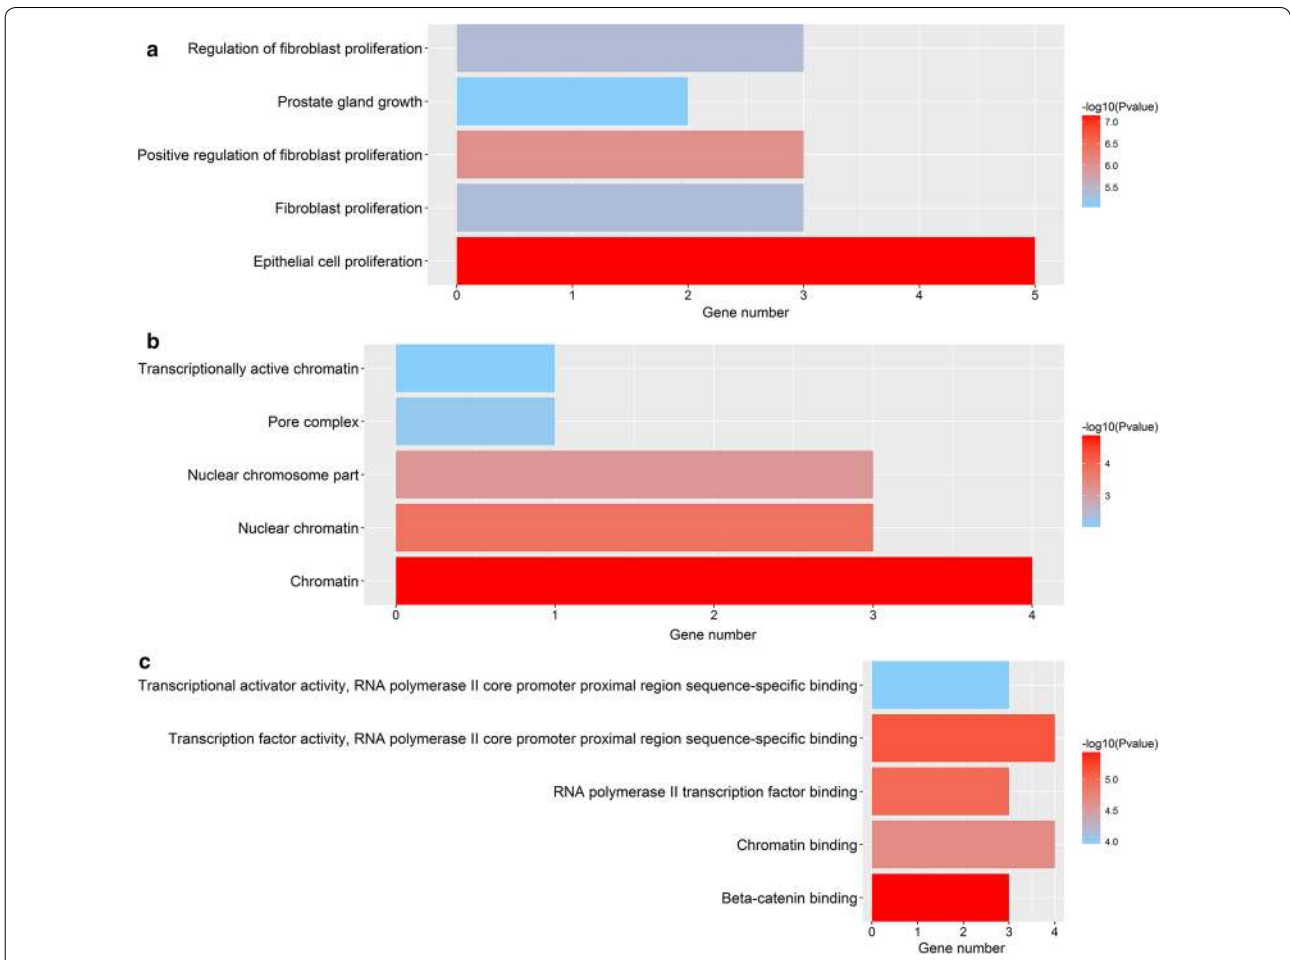 a
Regulation of fibroblast proliferation
Prostate gland growth
Positive regulation of fibroblast proliferation
Fibroblast proliferation
Epithelial cell proliferation
0 1 2 3 4 5
Gene number
-log10(Pvalue)
7.0
6.5
6.0
5.5
b
Transcriptionally active chromatin
Pore complex
Nuclear chromosome part
Nuclear chromatin
Chromatin
0 1 2 3 4
Gene number
-log10(Pvalue)
4
3
c
Transcriptional activator activity, RNA polymerase II core promoter proximal region sequence-specific binding
Transcription factor activity, RNA polymerase II core promoter proximal region sequence-specific binding
RNA polymerase II transcription factor binding
Chromatin binding
Beta-catenin binding
0 1 2 3 4
Gene number
-log10(Pvalue)
5.0
4.5
4.0